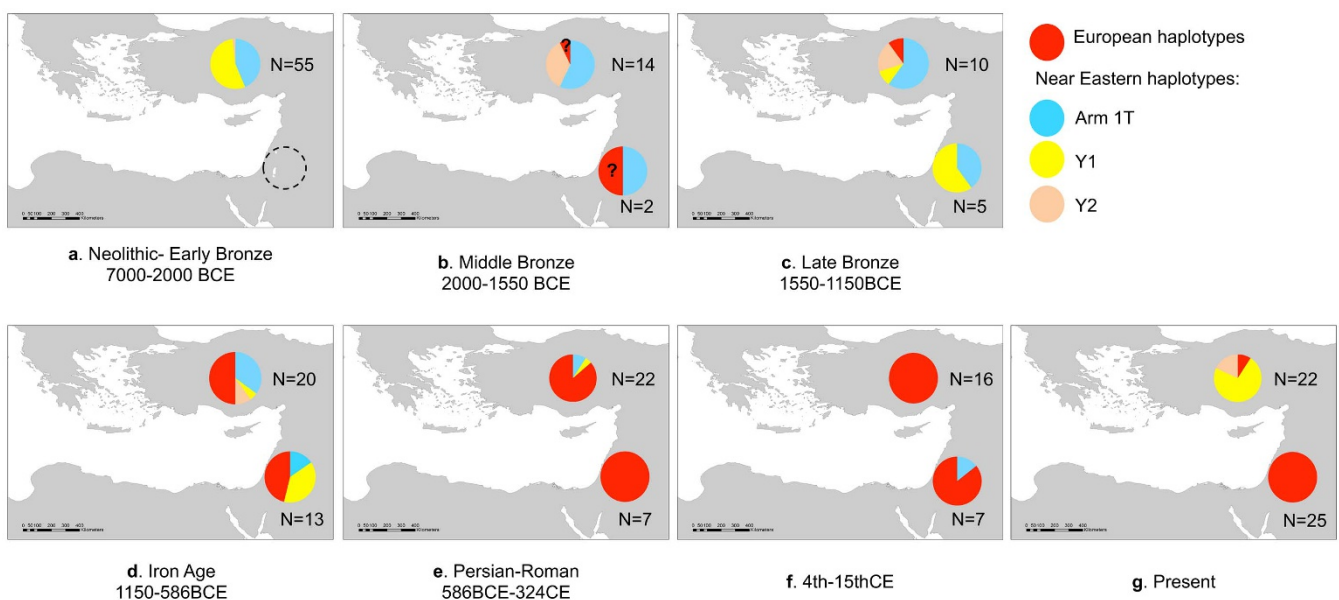 European haplotypes
Near Eastern haplotypes:
Arm 1T
Y1
Y2
N=55
a. Neolithic- Early Bronze
7000-2000 BCE
?
N=14
?
N=2
b. Middle Bronze
2000-1550 BCE
N=10
N=5
c. Late Bronze
1550-1150BCE
N=20
N=13
d. Iron Age
1150-586BCE
N=22
N=7
e. Persian-Roman
586BCE-324CE
N=16
N=7
f. 4th-15thCE
N=22
N=25
g. Present